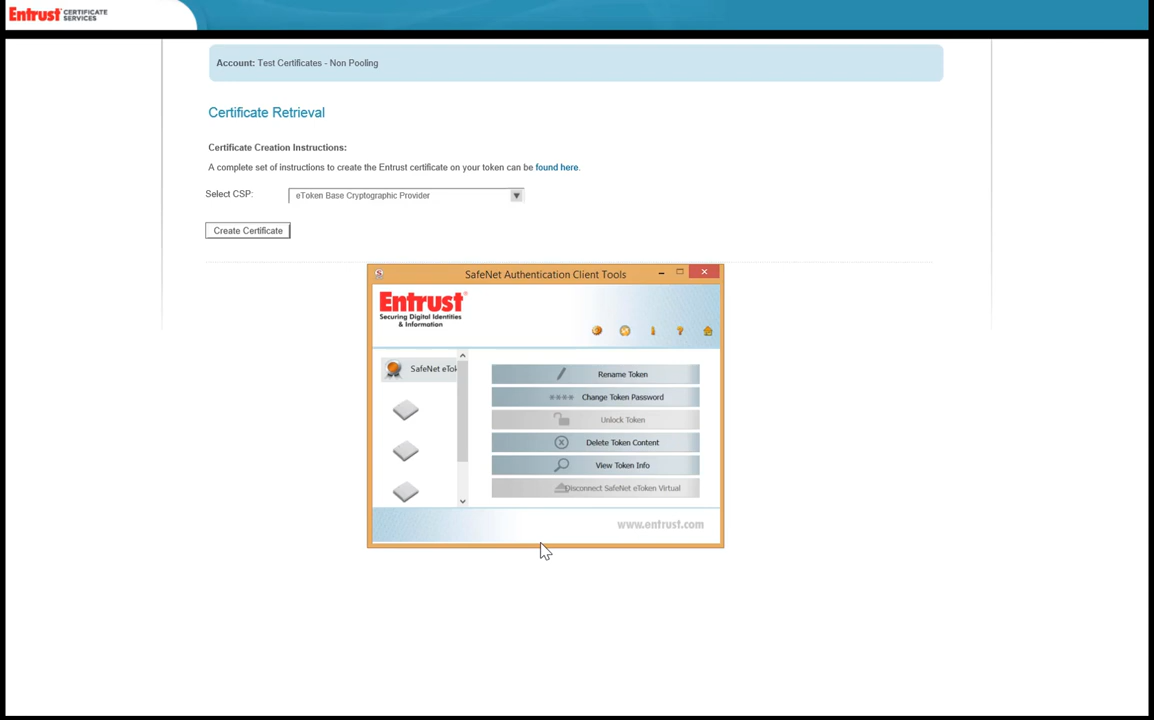 Entrust CERTIFICATE SERVICES
Account: Test Certificates - Non Pooling
Certificate Retrieval
Certificate Creation Instructions:
A complete set of instructions to create the Entrust certificate on your token can be found here.
Select CSP: eToken Base Cryptographic Provider
Create Certificate
SafeNet Authentication Client Tools
Entrust®
Securing Digital Identities
& Information
SafeNet eTok
Rename Token
**** Change Token Password
Unlock Token
Delete Token Content
View Token Info
Disconnect SafeNet eToken Virtual
www.entrust.com